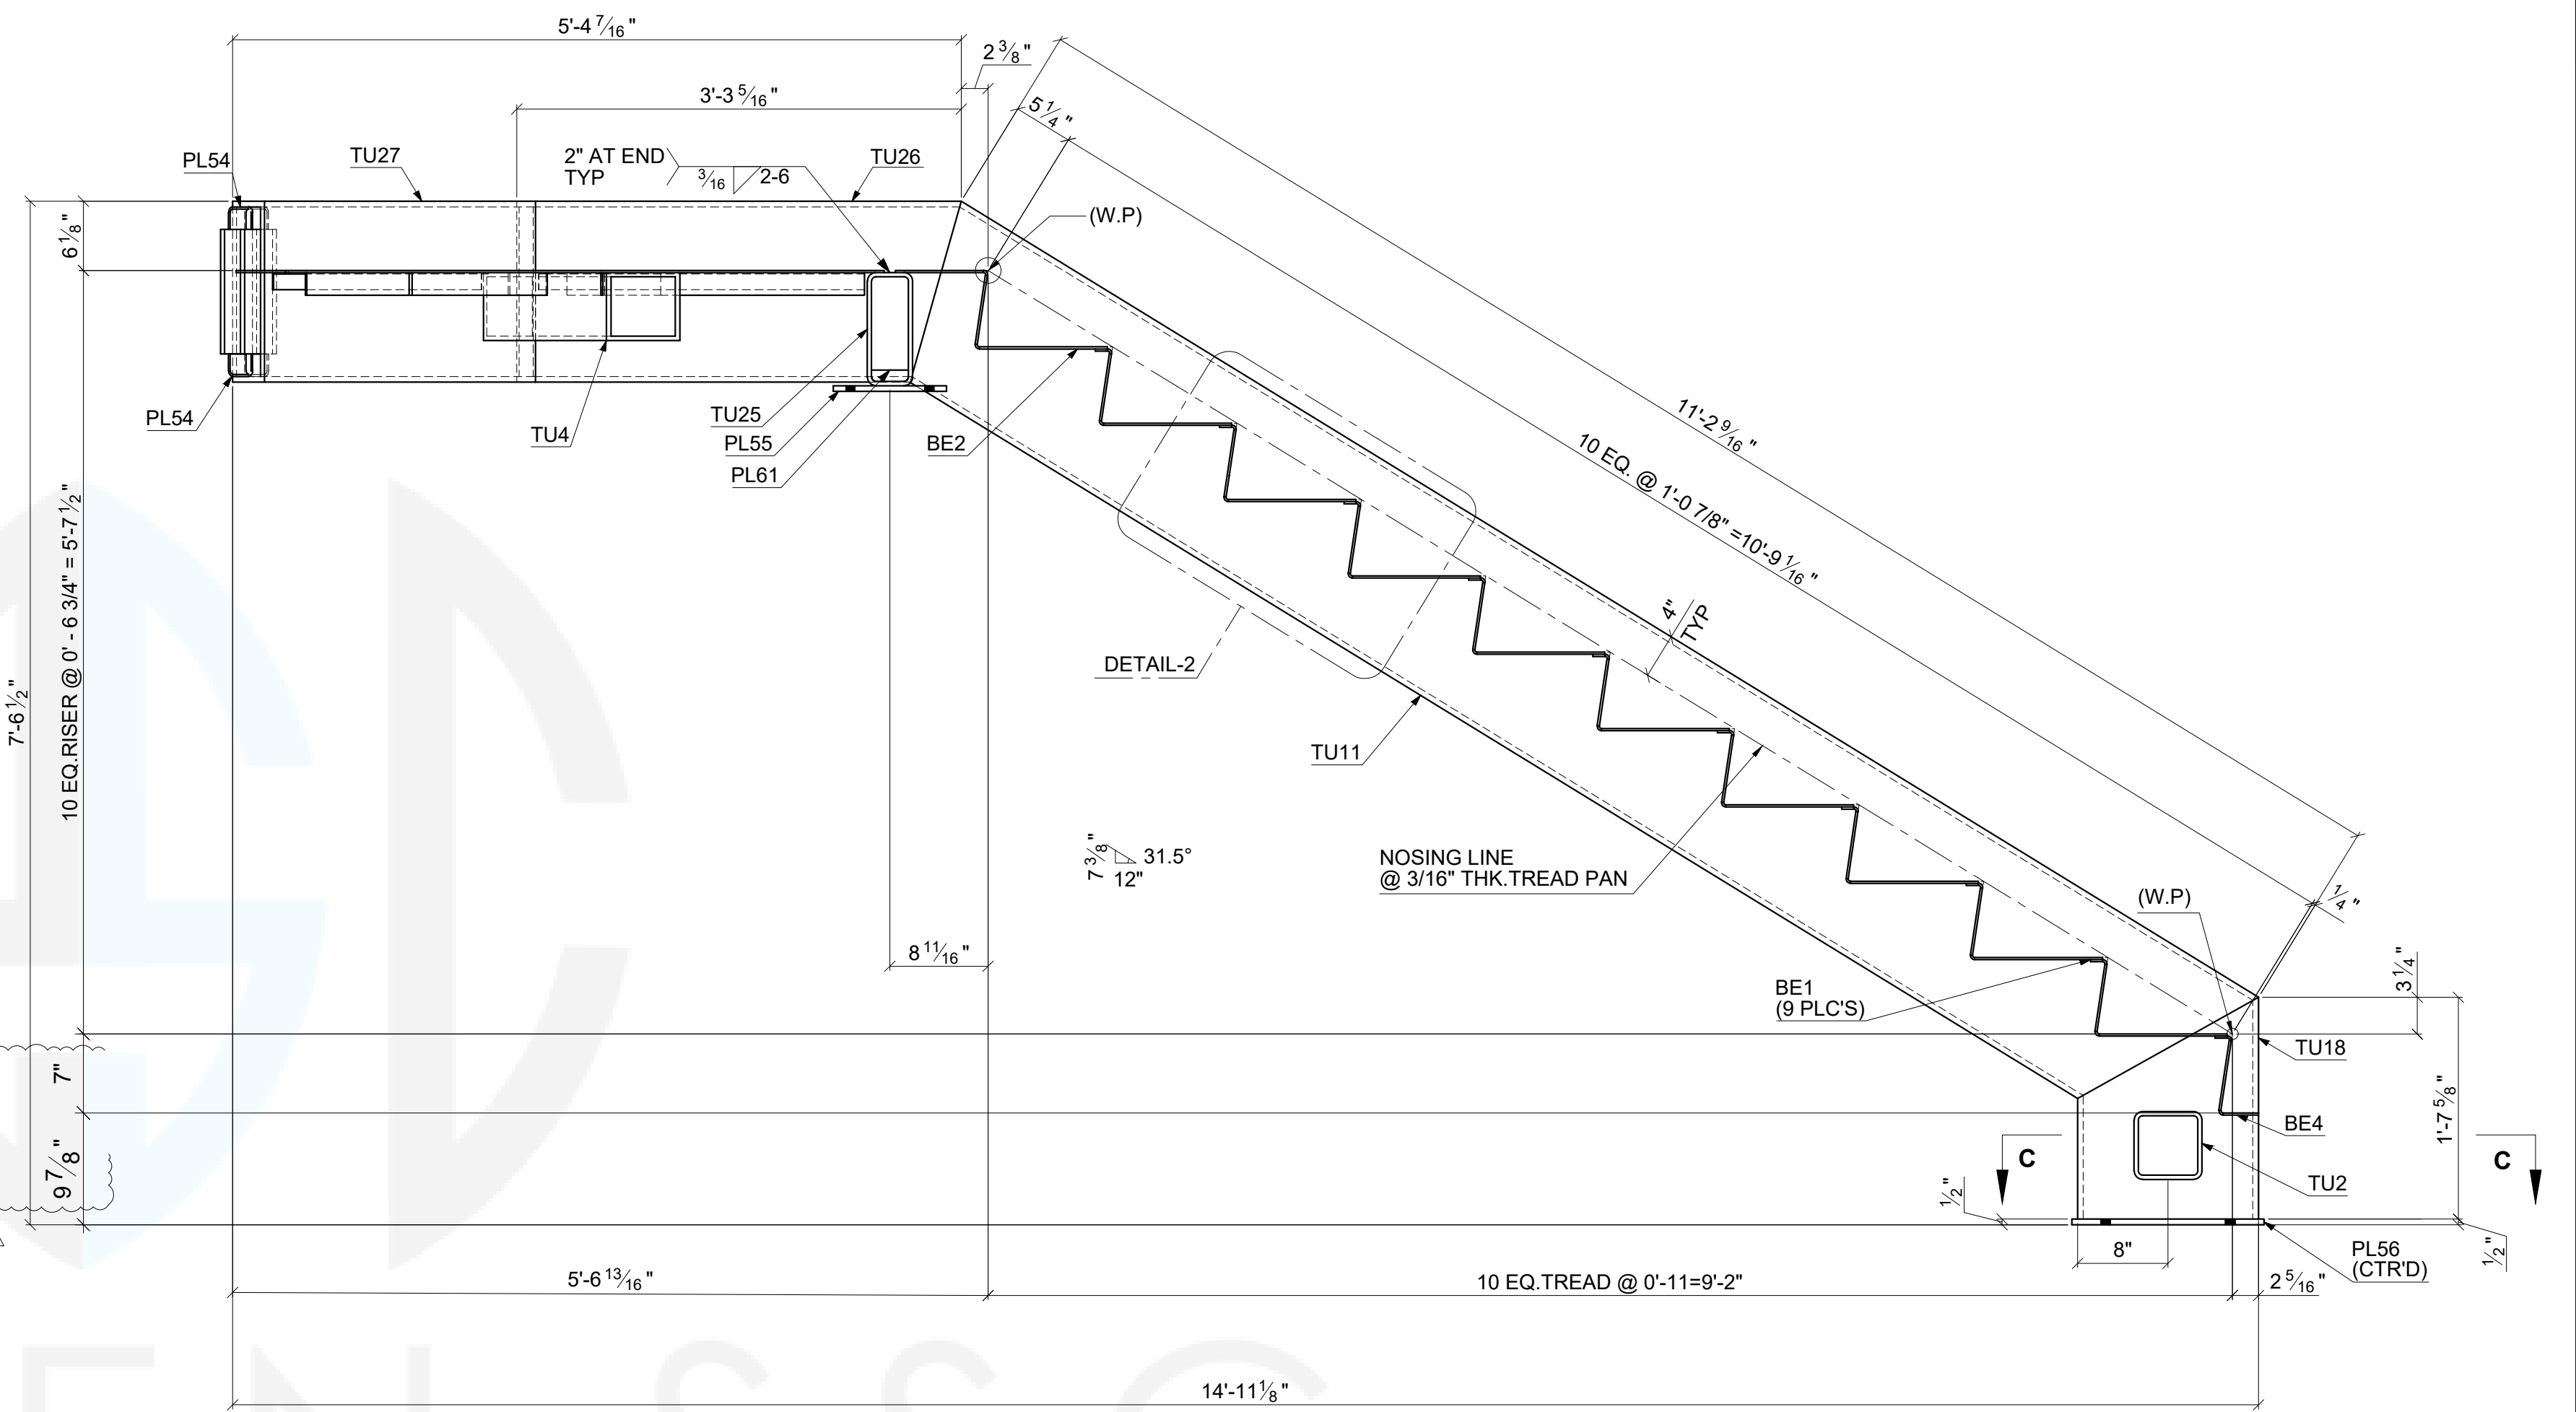 5'-4 7/16"
2 3/8"
3'-3 5/16"
5 1/4"
PL54
TU27
2" AT END
TYP
3/16
2-6
TU26
(W.P)
6 1/8"
11'-2 9/16"
10 EQ. @ 1'-0 7/8" =10'-9 1/16"
PL54
TU4
TU25
PL55
PL61
BE2
4"
TYP
DETAIL-2
TU11
7'-6 1/2"
10 EQ.RISER @ 0' - 6 3/4" = 5'-7 1/2"
7 3/8"
31.5°
12"
NOSING LINE
@ 3/16" THK.TREAD PAN
(W.P)
1/4"
8 11/16"
3 1/4"
BE1
(9 PLC'S)
TU18
7"
9 7/8"
1'-7 5/8"
BE4
C
C
TU2
1/2"
1/2"
8"
PL56
(CTR'D)
5'-6 13/16"
10 EQ.TREAD @ 0'-11=9'-2"
2 5/16"
14'-11 1/8"